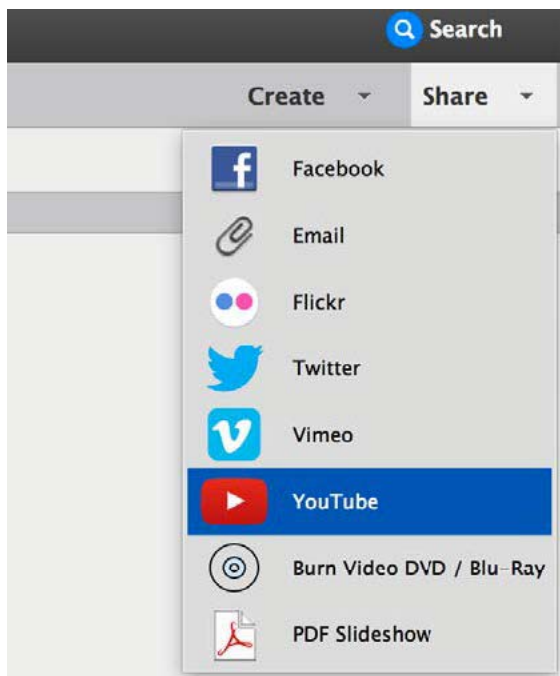 Search
Create Share
Facebook
Email
Flickr
Twitter
Vimeo
YouTube
Burn Video DVD / Blu-Ray
PDF Slideshow